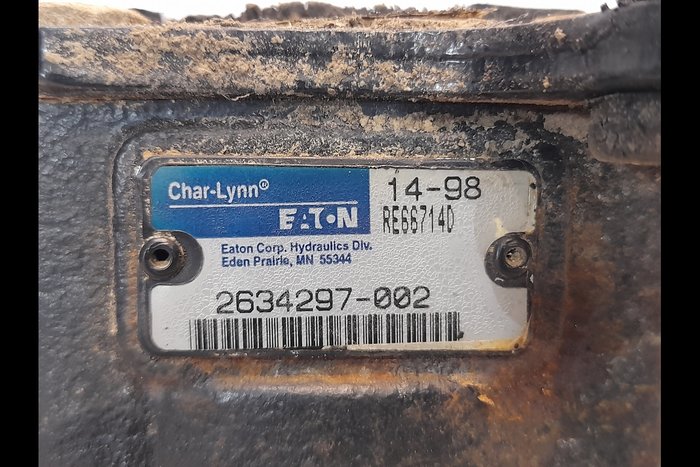 Char-Lynn®
EATON
Eaton Corp. Hydraulics Div.
Eden Prairie, MN 55344
14-98
RE66714D
2634297-002